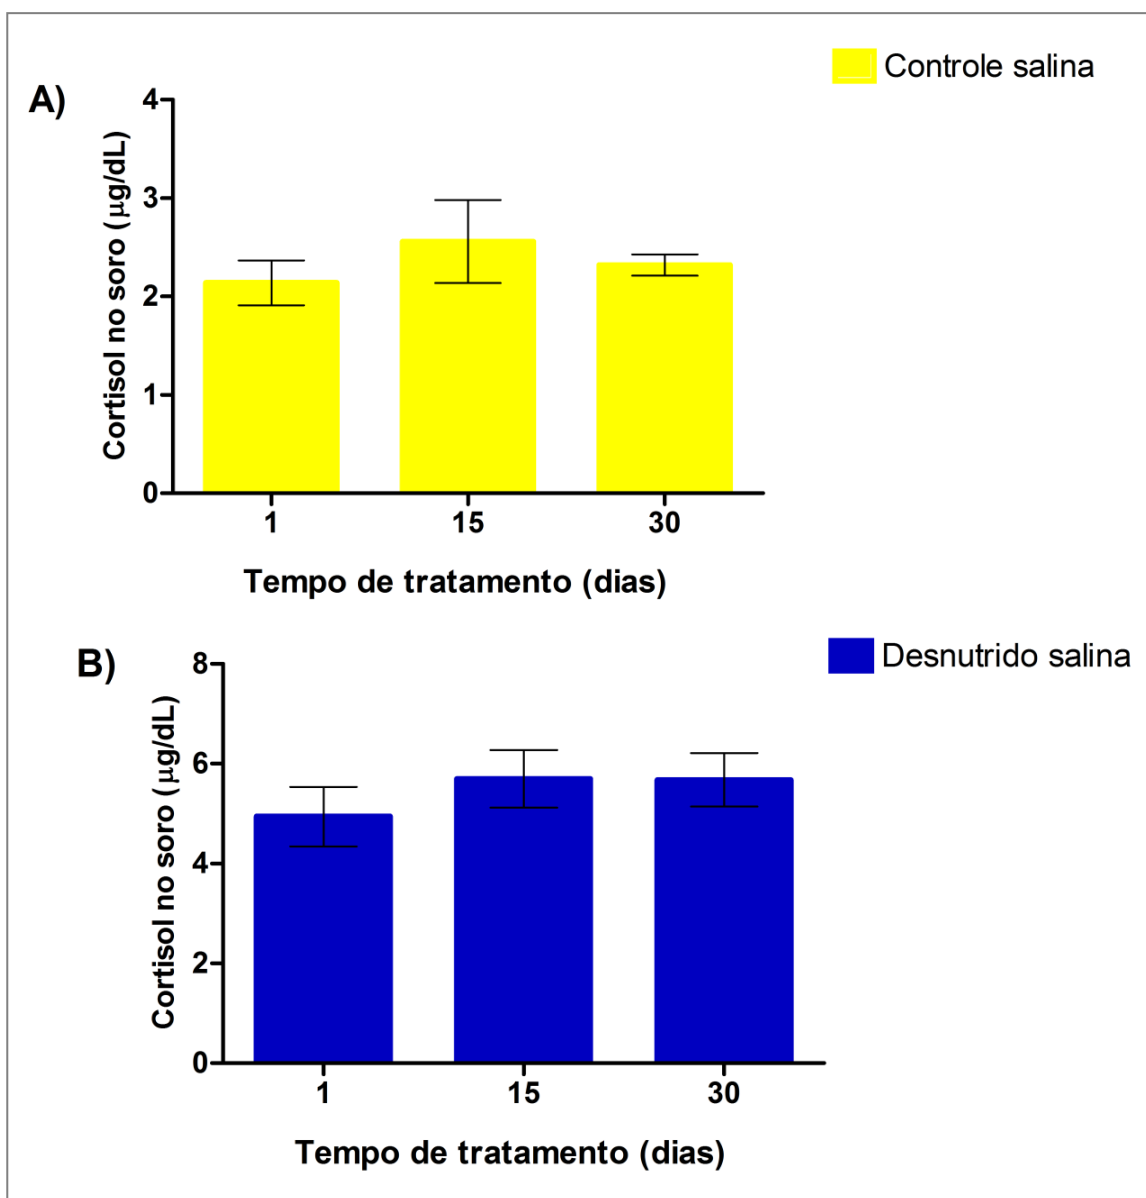 Controle salina
A)
Cortisol no soro (µg/dL)
4
3
2
1
0
1 15 30
Tempo de tratamento (dias)
Desnutrido salina
B)
Cortisol no soro (µg/dL)
8
6
4
2
0
1 15 30
Tempo de tratamento (dias)